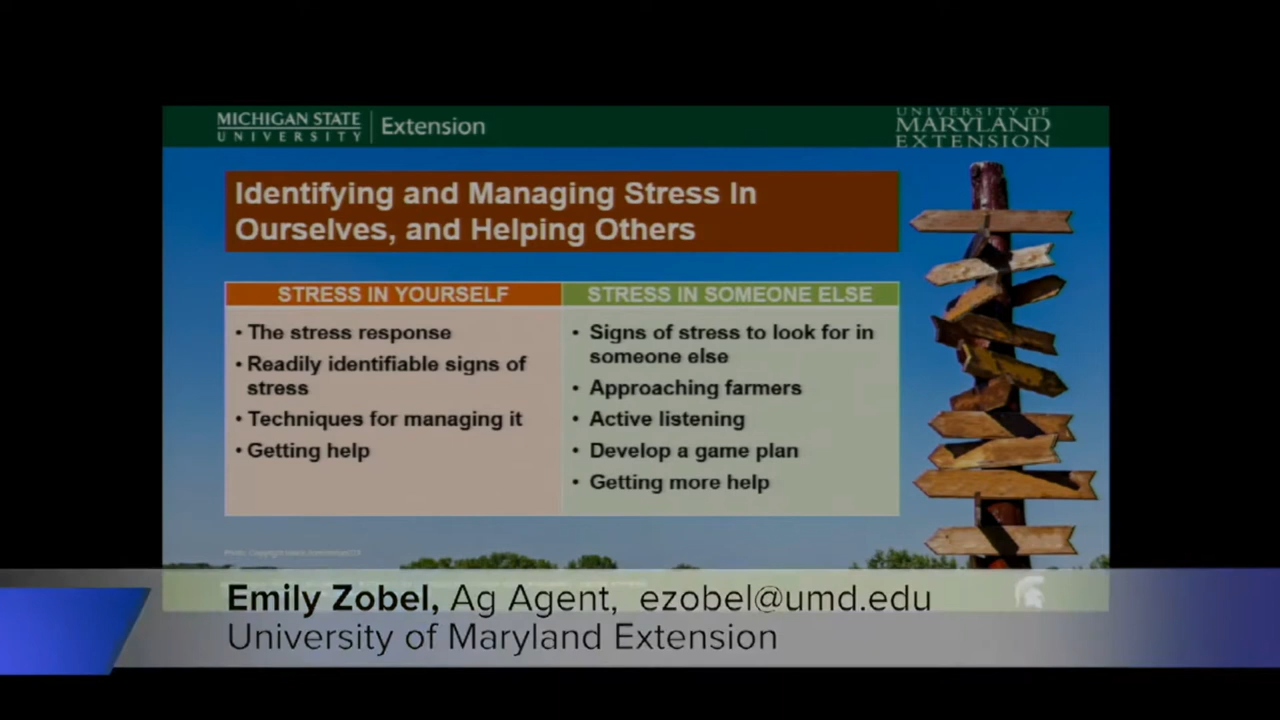 MICHIGAN STATE
UNIVERSITY
Extension
UNIVERSITY OF
MARYLAND
EXTENSION
Identifying and Managing Stress In
Ourselves, and Helping Others
STRESS IN YOURSELF
• The stress response
• Readily identifiable signs of
stress
• Techniques for managing it
• Getting help
STRESS IN SOMEONE ELSE
• Signs of stress to look for in
someone else
• Approaching farmers
• Active listening
• Develop a game plan
• Getting more help
Emily Zobel, Ag Agent, ezobel@umd.edu
University of Maryland Extension